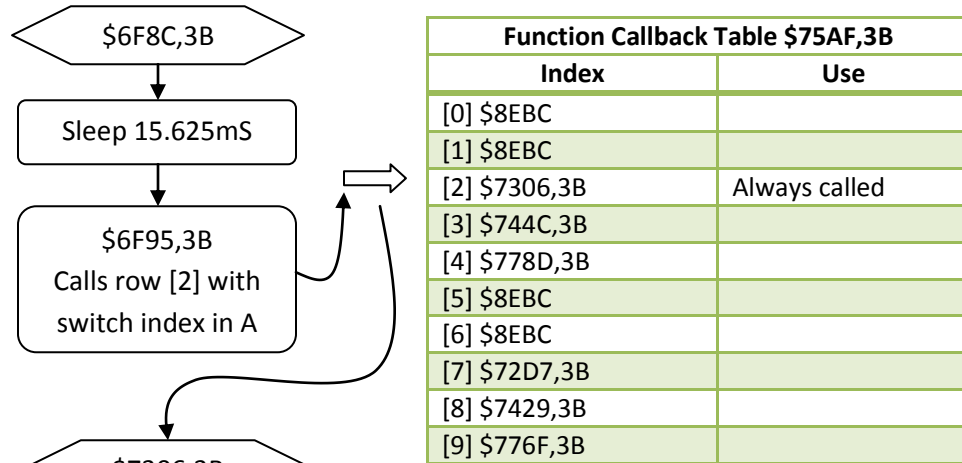 $6F8C,3B
Sleep 15.625mS
$6F95,3B
Calls row [2] with
switch index in A
Function Callback Table $75AF,3B
Index Use
[0] $8EBC
[1] $8EBC
[2] $7306,3B Always called
[3] $744C,3B
[4] $778D,3B
[5] $8EBC
[6] $8EBC
[7] $72D7,3B
[8] $7429,3B
[9] $776F,3B